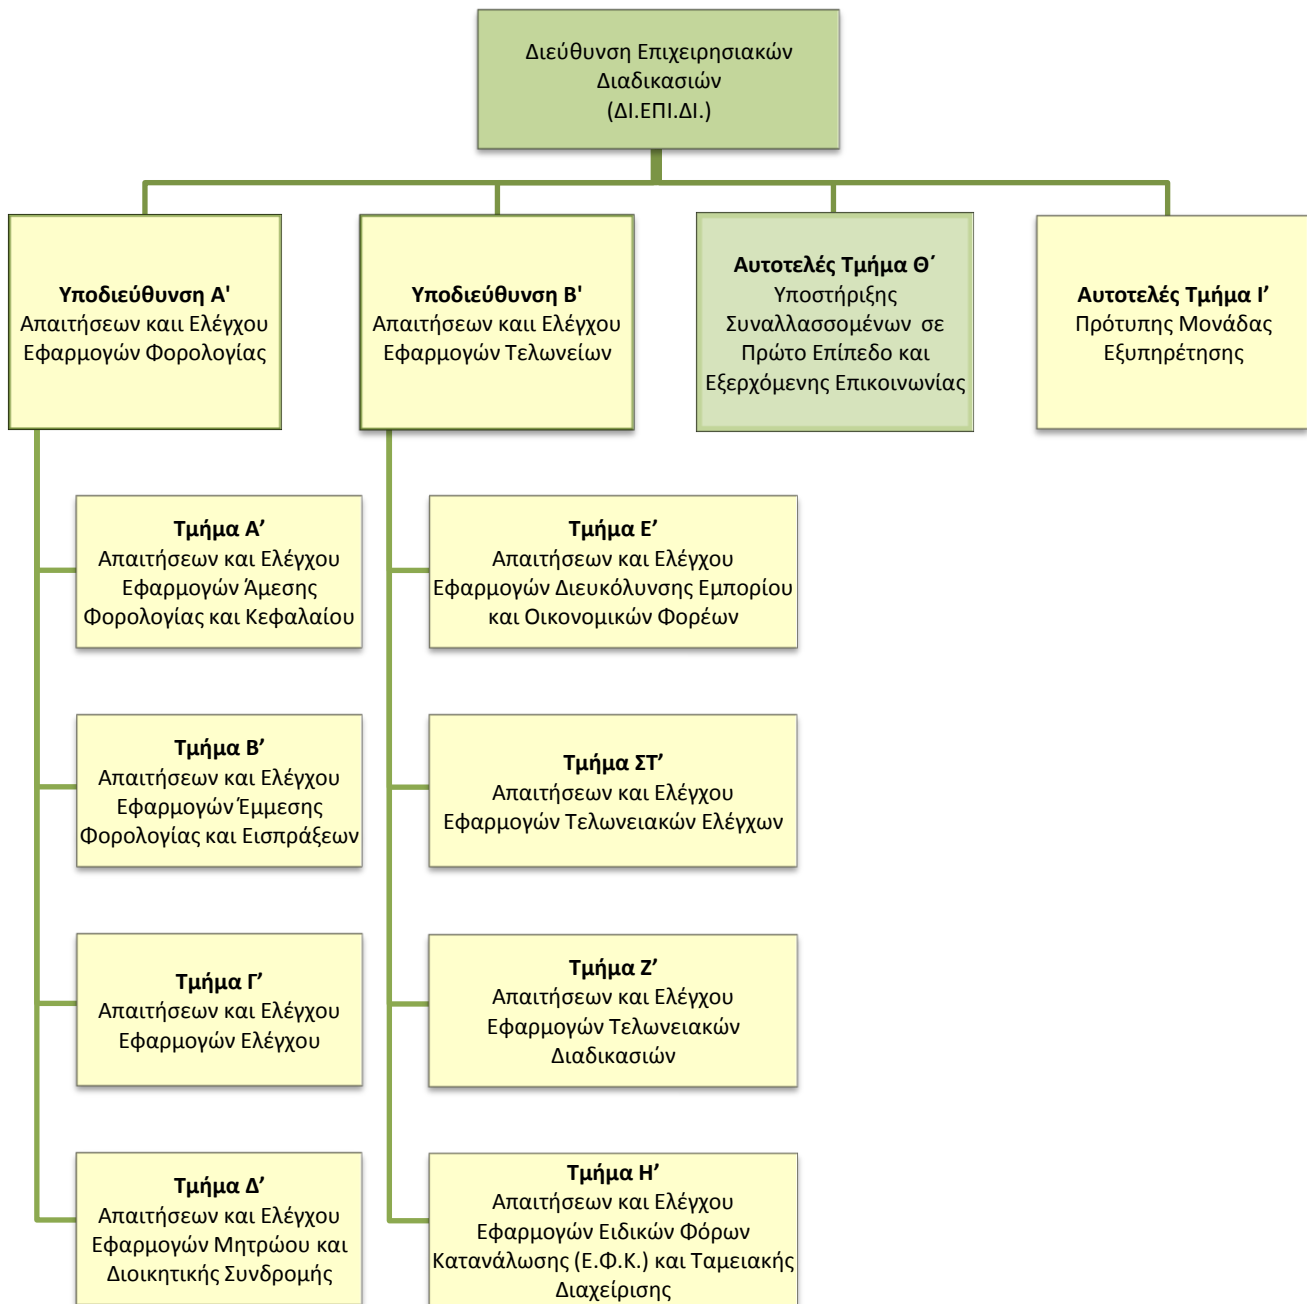 Διεύθυνση Επιχειρησιακών
Διαδικασιών
(ΔΙ.ΕΠΙ.ΔΙ.)
Υποδιεύθυνση Α'
Απαιτήσεων καιι Ελέγχου
Εφαρμογών Φορολογίας
Υποδιεύθυνση Β'
Απαιτήσεων καιι Ελέγχου
Εφαρμογών Τελωνείων
Αυτοτελές Τμήμα Θ΄
Υποστήριξης
Συναλλασσομένων σε
Πρώτο Επίπεδο και
Εξερχόμενης Επικοινωνίας
Αυτοτελές Τμήμα Ι’
Πρότυπης Μονάδας
Εξυπηρέτησης
Τμήμα Α’
Απαιτήσεων και Ελέγχου
Εφαρμογών Άμεσης
Φορολογίας και Κεφαλαίου
Τμήμα Β’
Απαιτήσεων και Ελέγχου
Εφαρμογών Έμμεσης
Φορολογίας και Εισπράξεων
Τμήμα Γ’
Απαιτήσεων και Ελέγχου
Εφαρμογών Ελέγχου
Τμήμα Δ’
Απαιτήσεων και Ελέγχου
Εφαρμογών Μητρώου και
Διοικητικής Συνδρομής
Τμήμα Ε’
Απαιτήσεων και Ελέγχου
Εφαρμογών Διευκόλυνσης Εμπορίου
και Οικονομικών Φορέων
Τμήμα ΣΤ’
Απαιτήσεων και Ελέγχου
Εφαρμογών Τελωνειακών Ελέγχων
Τμήμα Ζ’
Απαιτήσεων και Ελέγχου
Εφαρμογών Τελωνειακών
Διαδικασιών
Τμήμα Η’
Απαιτήσεων και Ελέγχου
Εφαρμογών Ειδικών Φόρων
Κατανάλωσης (Ε.Φ.Κ.) και Ταμειακής
Διαχείρισης